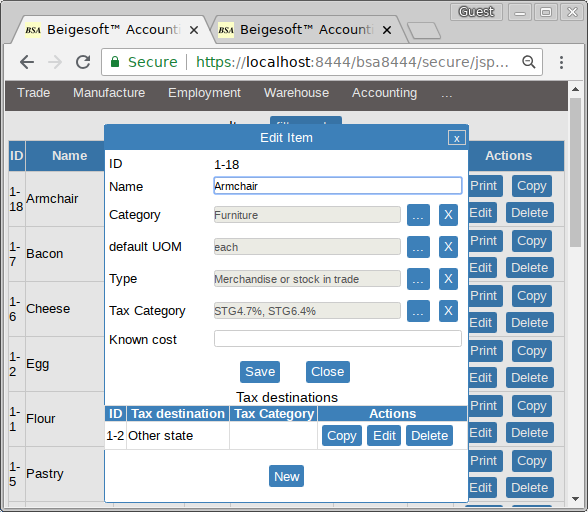 Guest
BSA Beigesoft™ Account
BSA Beigesoft™ Account
Secure https://localhost:8444/bsa8444/secure/jsp...
Trade Manufacture Employment Warehouse Accounting ...
Edit Item x
ID Name Actions
ID 1-18
Name Armchair
Category Furniture ... X
default UOM each ... X
Type Merchandise or stock in trade ... X
Tax Category STG4.7%, STG6.4% ... X
Known cost
Save Close
Tax destinations
ID Tax destination Tax Category Actions
1-2 Other state Copy Edit Delete
New
1-18 Armchair Print Copy
Edit Delete
1-7 Bacon Print Copy
Edit Delete
1-6 Cheese Print Copy
Edit Delete
1-2 Egg Print Copy
Edit Delete
1-1 Flour Print Copy
Edit Delete
1-5 Pastry Print Copy
Edit Delete